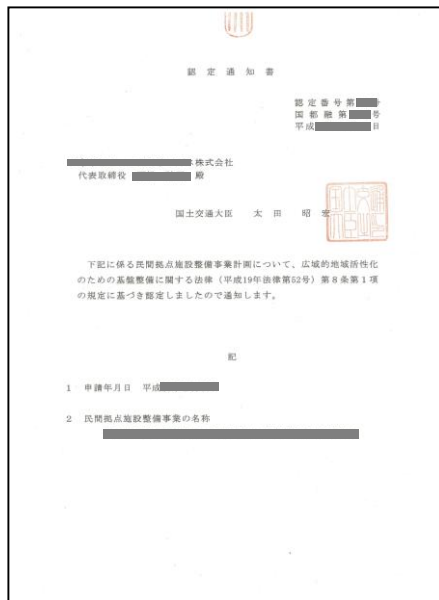 認定通知書
認定番号第 号
国都融第 号
平成 日
株式会社
代表取締役 殿
国土交通大臣 太田 昭宏
下記に係る民間拠点施設整備事業計画について、広域的地域活性化
のための基盤整備に関する法律（平成19年法律第52号）第8条第1項
の規定に基づき認定しましたので通知します。
記
1 申請年月日 平成
2 民間拠点施設整備事業の名称